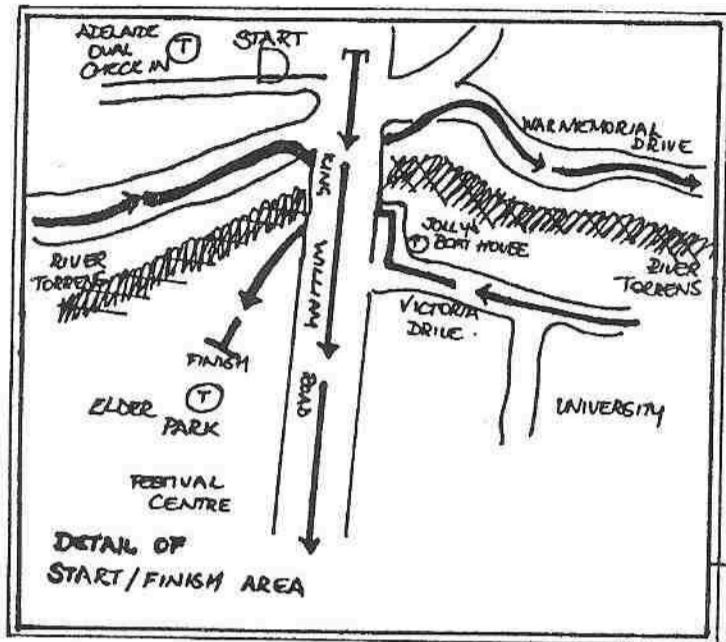 ADELAIDE
OVAL
CHECK IN
T
START
WAR MEMORIAL
DRIVE
KING
WILLIAM
ROAD
RIVER
TORRENS
JOLLYS
BOAT HOUSE
T
RIVER
TORRENS
VICTORIA
DRIVE.
FINISH
T
ELDER
PARK
UNIVERSITY
FESTIVAL
CENTRE
DETAIL OF
START/FINISH AREA